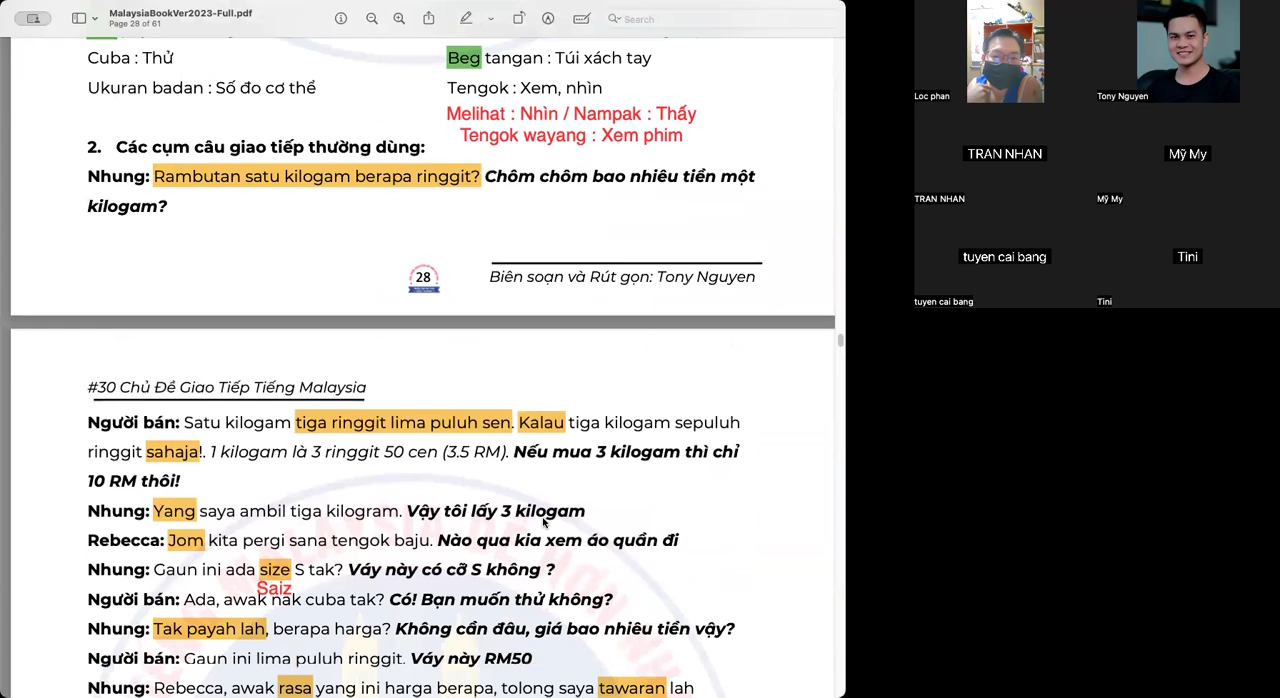 MalaysiaBookVer2023-Full.pdf
Page 28 of 61
Search
Cuba : Thử
Beg tangan : Túi xách tay
Ukuran badan : Số đo cơ thể
Tengok : Xem, nhìn
Melihat : Nhìn / Nampak : Thấy
Tengok wayang : Xem phim
2. Các cụm câu giao tiếp thường dùng:
Nhung: Rambutan satu kilogam berapa ringgit? Chôm chôm bao nhiêu tiền một
kilogam?
28
Biên soạn và Rút gọn: Tony Nguyen
#30 Chủ Đề Giao Tiếp Tiếng Malaysia
Người bán: Satu kilogam tiga ringgit lima puluh sen. Kalau tiga kilogam sepuluh
ringgit sahaja!. 1 kilogam là 3 ringgit 50 cen (3.5 RM). Nếu mua 3 kilogam thì chỉ
10 RM thôi!
Nhung: Yang saya ambil tiga kilogram. Vậy tôi lấy 3 kilogam
Rebecca: Jom kita pergi sana tengok baju. Nào qua kia xem áo quần đi
Nhung: Gaun ini ada size S tak? Váy này có cỡ S không ?
Saiz
Người bán: Ada, awak nak cuba tak? Có! Bạn muốn thử không?
Nhung: Tak payah lah, berapa harga? Không cần đâu, giá bao nhiêu tiền vậy?
Người bán: Gaun ini lima puluh ringgit. Váy này RM50
Nhung: Rebecca, awak rasa yang ini harga berapa, tolong saya tawaran lah
Loc phan
Tony Nguyen
TRAN NHAN
Mỹ My
TRAN NHAN
Mỹ My
tuyen cai bang
Tini
tuyen cai bang
Tini